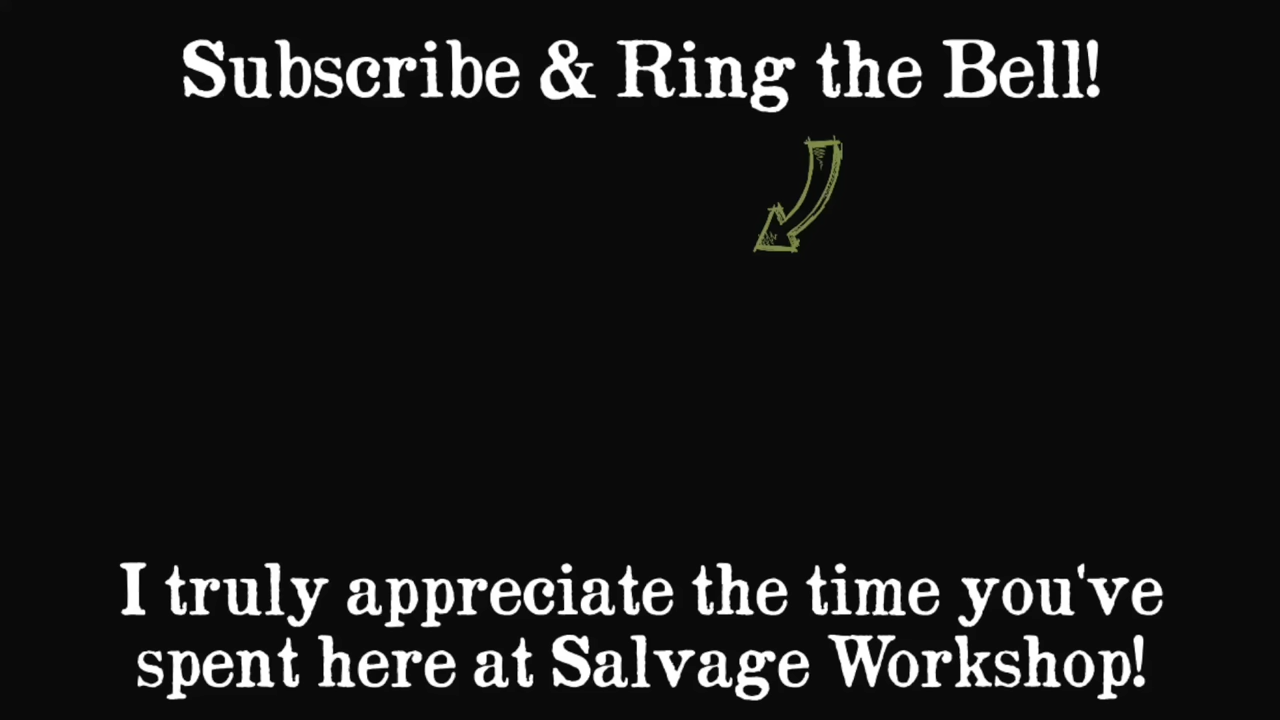 Subscribe & Ring the Bell!
I truly appreciate the time you've
spent here at Salvage Workshop!